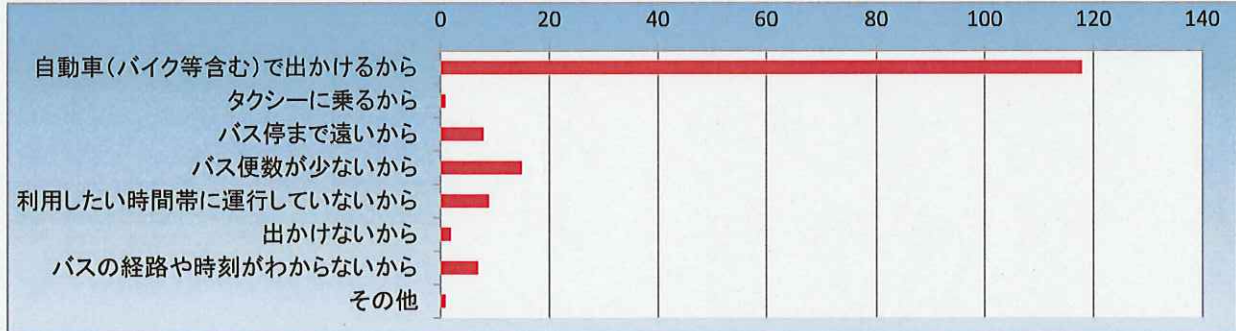 0 20 40 60 80 100 120 140
自動車(バイク等含む)で出かけるから
タクシーに乗るから
バス停まで遠いから
バス便数が少ないから
利用したい時間帯に運行していないから
出かけないから
バスの経路や時刻がわからないから
その他